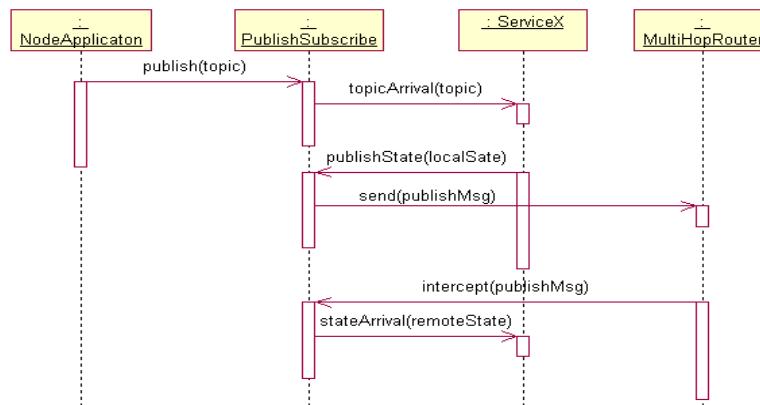 :
NodeApplicaton
:
PublishSubscribe
: ServiceX
:
MultiHopRouter
publish(topic)
topicArrival(topic)
publishState(localSate)
send(publishMsg)
intercept(publishMsg)
stateArrival(remoteState)